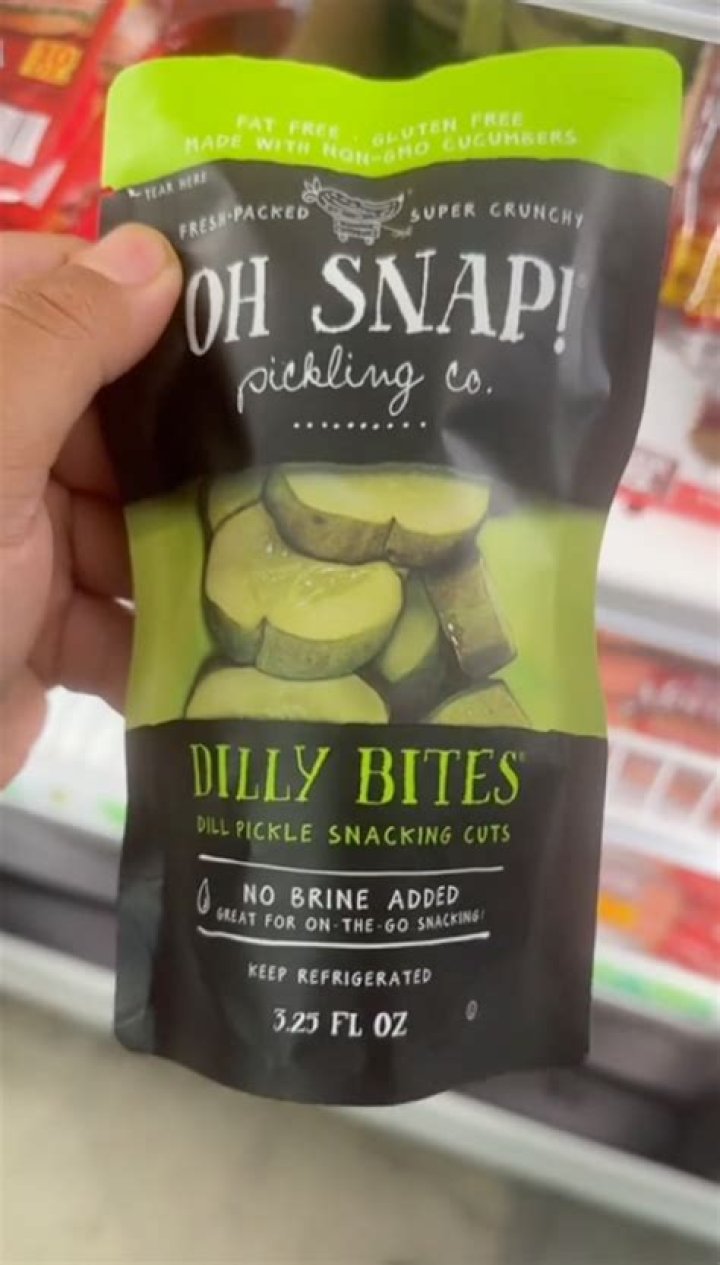 FAT FREE · GLUTEN FREE
MADE WITH NON-GMO CUCUMBERS
TEAR HERE
FRESH-PACKED SUPER CRUNCHY
OH SNAP!
pickling co.
DILLY BITES®
DILL PICKLE SNACKING CUTS
NO BRINE ADDED
GREAT FOR ON-THE-GO SNACKING!
KEEP REFRIGERATED
3.25 FL OZ